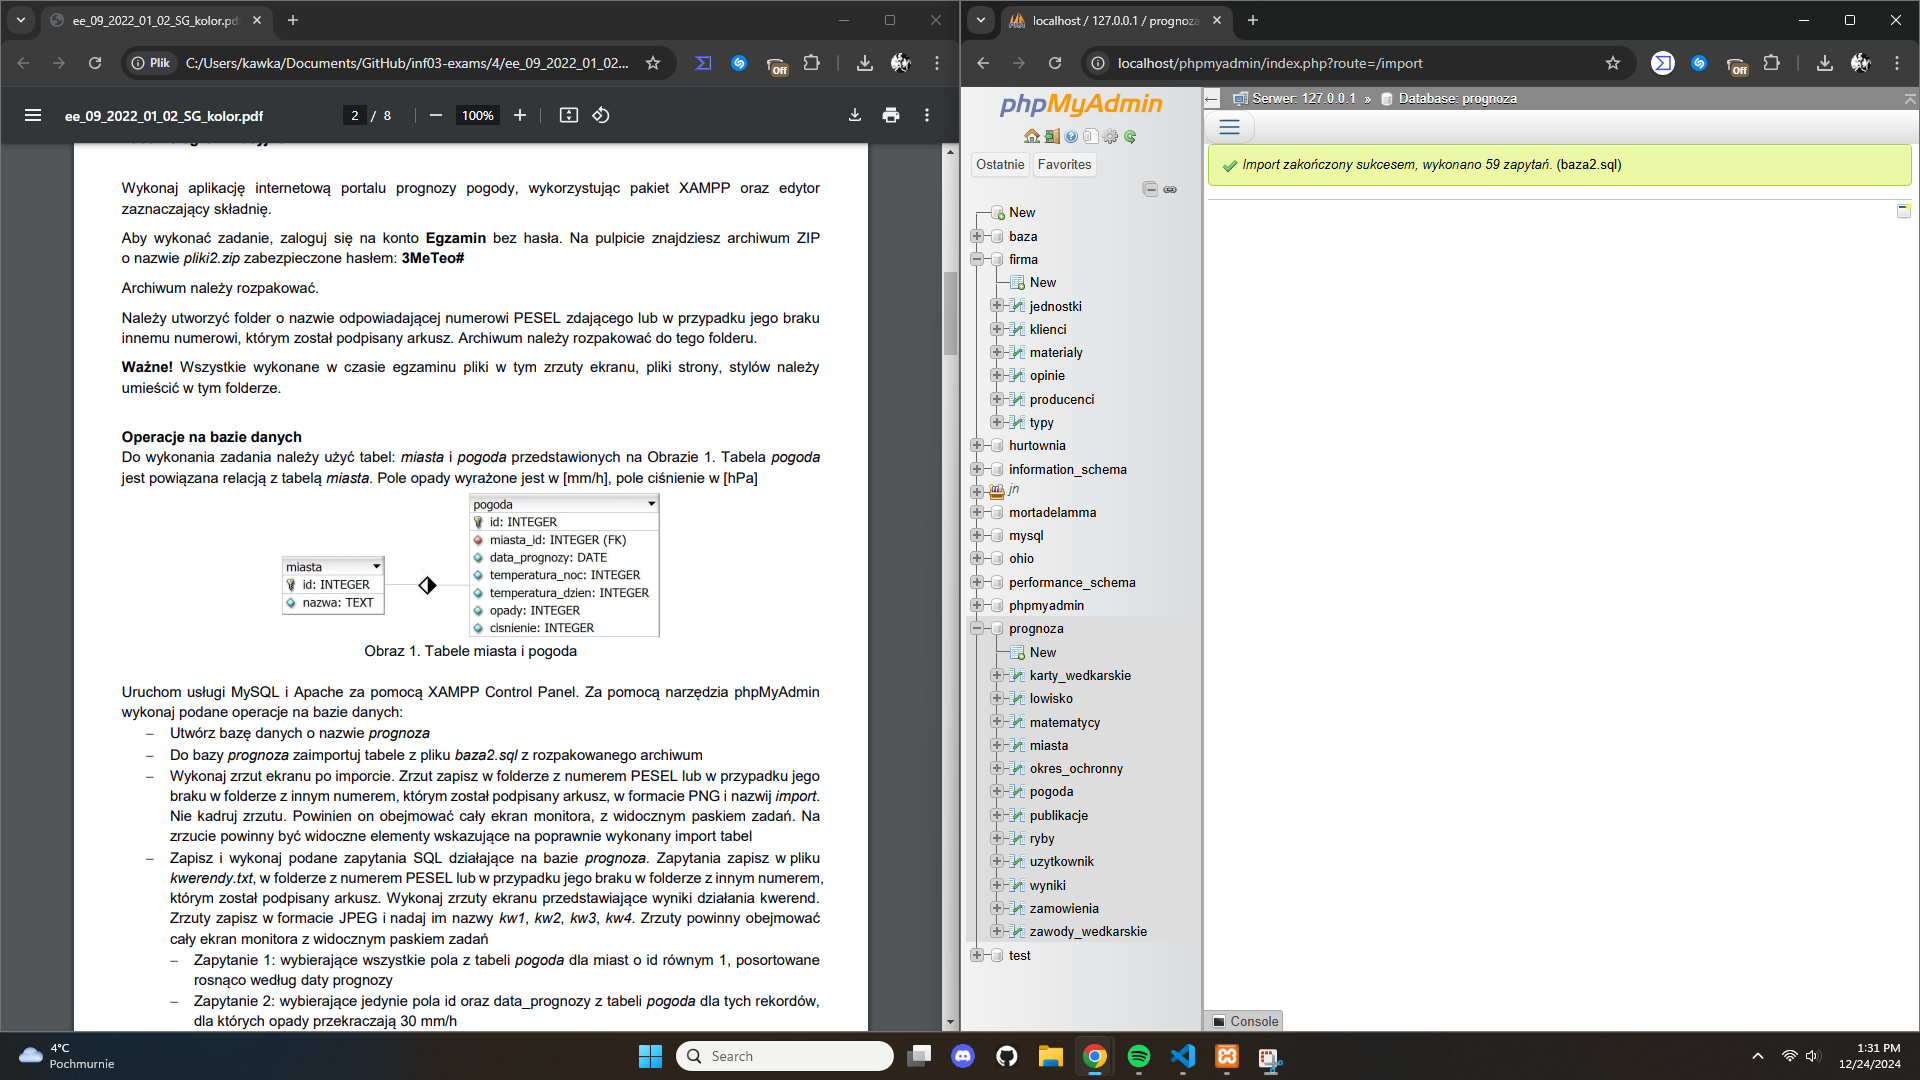 ee_09_2022_01_02_SG_kolor.pd
Plik
C:/Users/kawka/Documents/GitHub/inf03-exams/4/ee_09_2022_01_02...
Off
ee_09_2022_01_02_SG_kolor.pdf
2 / 8
100%
Wykonaj aplikację internetową portalu prognozy pogody, wykorzystując pakiet XAMPP oraz edytor
zaznaczający składnię.
Aby wykonać zadanie, zaloguj się na konto Egzamin bez hasła. Na pulpicie znajdziesz archiwum ZIP
o nazwie pliki2.zip zabezpieczone hasłem: 3MeTeo#
Archiwum należy rozpakować.
Należy utworzyć folder o nazwie odpowiadającej numerowi PESEL zdającego lub w przypadku jego braku
innemu numerowi, którym został podpisany arkusz. Archiwum należy rozpakować do tego folderu.
Ważne! Wszystkie wykonane w czasie egzaminu pliki w tym zrzuty ekranu, pliki strony, stylów należy
umieścić w tym folderze.
Operacje na bazie danych
Do wykonania zadania należy użyć tabel: miasta i pogoda przedstawionych na Obrazie 1. Tabela pogoda
jest powiązana relacją z tabelą miasta. Pole opady wyrażone jest w [mm/h], pole ciśnienie w [hPa]
pogoda
id: INTEGER
miasta_id: INTEGER (FK)
data_prognozy: DATE
temperatura_noc: INTEGER
temperatura_dzien: INTEGER
opady: INTEGER
cisnienie: INTEGER
miasta
id: INTEGER
nazwa: TEXT
Obraz 1. Tabele miasta i pogoda
Uruchom usługi MySQL i Apache za pomocą XAMPP Control Panel. Za pomocą narzędzia phpMyAdmin
wykonaj podane operacje na bazie danych:
– Utwórz bazę danych o nazwie prognoza
– Do bazy prognoza zaimportuj tabele z pliku baza2.sql z rozpakowanego archiwum
– Wykonaj zrzut ekranu po imporcie. Zrzut zapisz w folderze z numerem PESEL lub w przypadku jego
braku w folderze z innym numerem, którym został podpisany arkusz, w formacie PNG i nazwij import.
Nie kadruj zrzutu. Powinien on obejmować cały ekran monitora, z widocznym paskiem zadań. Na
zrzucie powinny być widoczne elementy wskazujące na poprawnie wykonany import tabel
– Zapisz i wykonaj podane zapytania SQL działające na bazie prognoza. Zapytania zapisz w pliku
kwerendy.txt, w folderze z numerem PESEL lub w przypadku jego braku w folderze z innym numerem,
którym został podpisany arkusz. Wykonaj zrzuty ekranu przedstawiające wyniki działania kwerend.
Zrzuty zapisz w formacie JPEG i nadaj im nazwy kw1, kw2, kw3, kw4. Zrzuty powinny obejmować
cały ekran monitora z widocznym paskiem zadań
– Zapytanie 1: wybierające wszystkie pola z tabeli pogoda dla miast o id równym 1, posortowane
rosnąco według daty prognozy
– Zapytanie 2: wybierające jedynie pola id oraz data_prognozy z tabeli pogoda dla tych rekordów,
dla których opady przekraczają 30 mm/h
localhost / 127.0.0.1 / prognoza
localhost/phpmyadmin/index.php?route=/import
Off
phpMyAdmin
Ostatnie
Favorites
New
baza
firma
New
jednostki
klienci
materialy
opinie
producenci
typy
hurtownia
information_schema
jn
mortadelamma
mysql
ohio
performance_schema
phpmyadmin
prognoza
New
karty_wedkarskie
lowisko
matematycy
miasta
okres_ochronny
pogoda
publikacje
ryby
uzytkownik
wyniki
zamowienia
zawody_wedkarskie
test
Serwer: 127.0.0.1 » Database: prognoza
Import zakończony sukcesem, wykonano 59 zapytań. (baza2.sql)
Console
4°C
Pochmurnie
Search
1:31 PM
12/24/2024